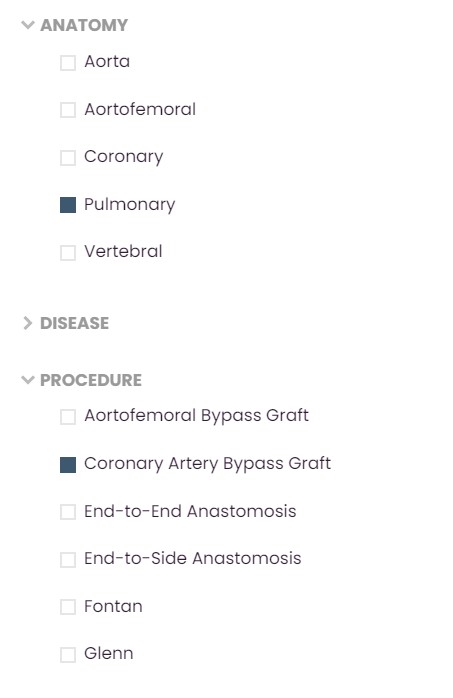 ANATOMY
Aorta
Aortofemoral
Coronary
Pulmonary
Vertebral
DISEASE
PROCEDURE
Aortofemoral Bypass Graft
Coronary Artery Bypass Graft
End-to-End Anastomosis
End-to-Side Anastomosis
Fontan
Glenn